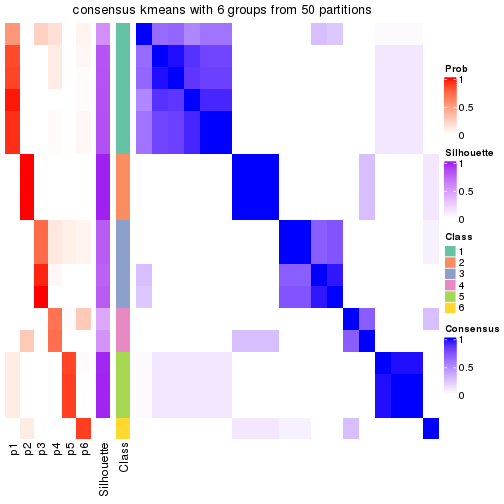 consensus kmeans with 6 groups from 50 partitions
Prob
1
0.5
0
Silhouette
1
0.5
0
Class
1
2
3
4
5
6
Consensus
1
0.5
0
p1
p2
p3
p4
p5
p6
Silhouette
Class